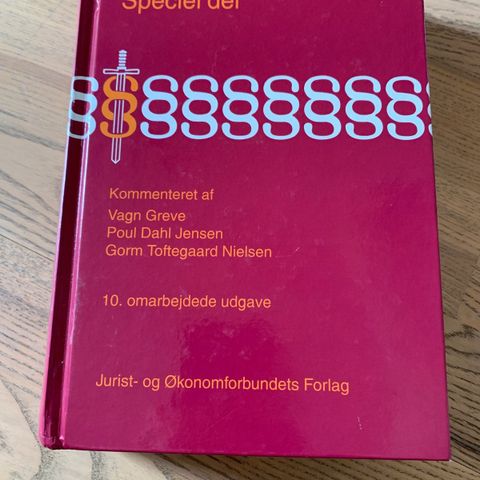 Speciel del
Kommenteret af
Vagn Greve
Poul Dahl Jensen
Gorm Toftegaard Nielsen
10. omarbejdede udgave
Jurist- og Økonomforbundets Forlag